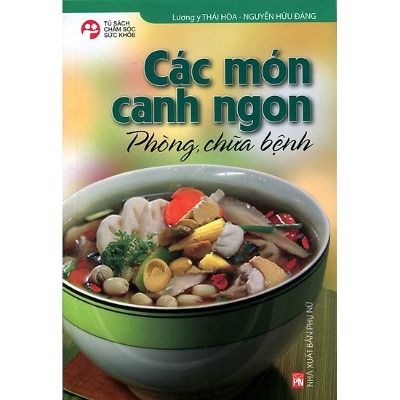 TỦ SÁCH
CHĂM SÓC
SỨC KHỎE
Lương y THÁI HÒA - NGUYỄN HỮU ĐẢNG
Các món
canh ngon
Phòng, chữa bệnh
PN
NHÀ XUẤT BẢN PHỤ NỮ